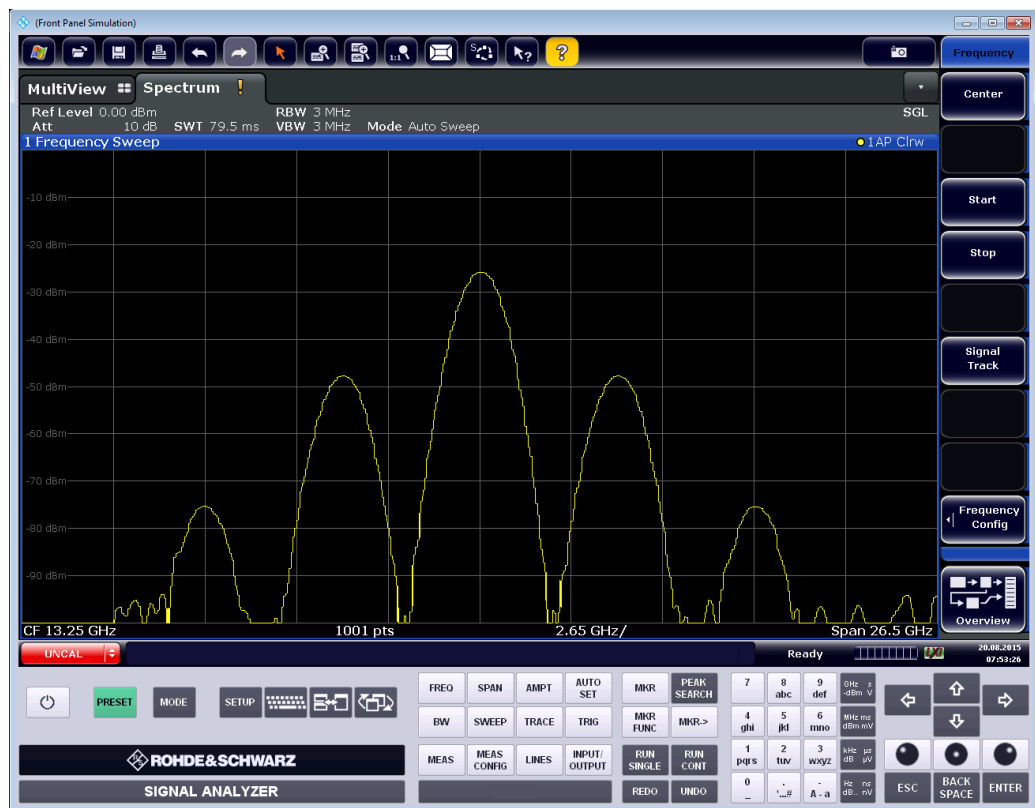 (Front Panel Simulation)
1:1
S
?
?
Frequency
MultiView
Spectrum !
Ref Level 0.00 dBm RBW 3 MHz SGL
Att 10 dB SWT 79.5 ms VBW 3 MHz Mode Auto Sweep
1 Frequency Sweep 1AP Clrw
-10 dBm
-20 dBm
-30 dBm
-40 dBm
-50 dBm
-60 dBm
-70 dBm
-80 dBm
-90 dBm
CF 13.25 GHz 1001 pts 2.65 GHz/ Span 26.5 GHz
Center
Start
Stop
Signal
Track
Frequency
Config
Overview
UNCAL Ready 20.08.2015
07:53:26
PRESET
MODE
SETUP
FREQ SPAN AMPT AUTO SET MKR PEAK SEARCH
BW SWEEP TRACE TRIG MKR FUNC MKR->
MEAS MEAS CONFIG LINES INPUT/ OUTPUT RUN SINGLE RUN CONT
REDO UNDO
7 8 abc 9 def GHz s -dBm V
4 ghi 5 jkl 6 mno MHz ms dBm mV
1 pqrs 2 tuv 3 wxyz kHz µs dB µV
0 _ . *...# - A - a Hz ns dB.. nV
ESC BACK SPACE ENTER
ROHDE&SCHWARZ
SIGNAL ANALYZER